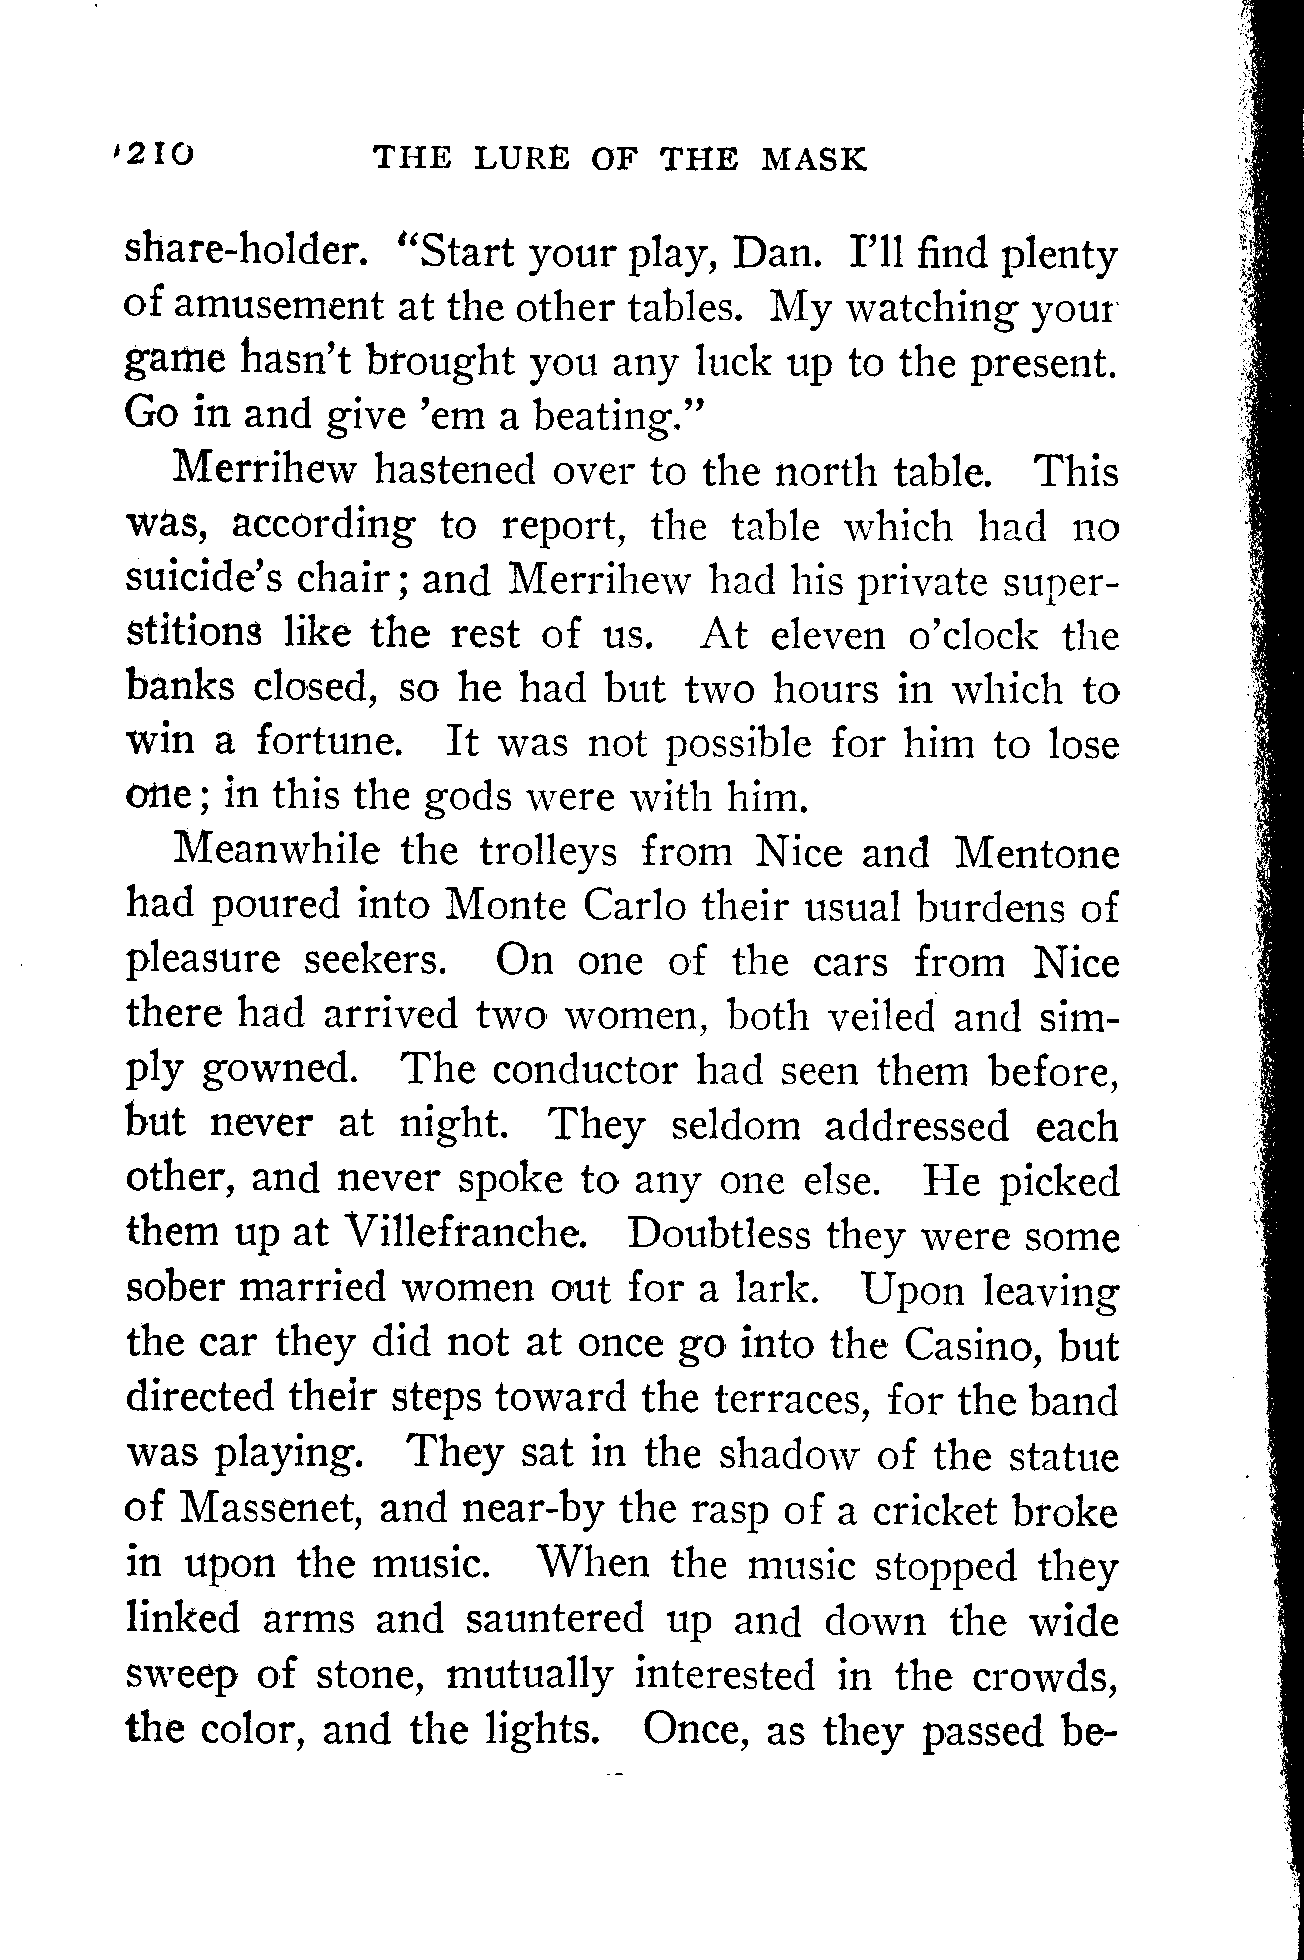 210 THE LURE OF THE MASK
share-holder. "Start your play, Dan. I'll find plenty
of amusement at the other tables. My watching your
game hasn't brought you any luck up to the present.
Go in and give 'em a beating."
Merrihew hastened over to the north table. This
was, according to report, the table which had no
suicide's chair; and Merrihew had his private super-
stitions like the rest of us. At eleven o'clock the
banks closed, so he had but two hours in which to
win a fortune. It was not possible for him to lose
one; in this the gods were with him.
Meanwhile the trolleys from Nice and Mentone
had poured into Monte Carlo their usual burdens of
pleasure seekers. On one of the cars from Nice
there had arrived two women, both veiled and sim-
ply gowned. The conductor had seen them before,
but never at night. They seldom addressed each
other, and never spoke to any one else. He picked
them up at Villefranche. Doubtless they were some
sober married women out for a lark. Upon leaving
the car they did not at once go into the Casino, but
directed their steps toward the terraces, for the band
was playing. They sat in the shadow of the statue
of Massenet, and near-by the rasp of a cricket broke
in upon the music. When the music stopped they
linked arms and sauntered up and down the wide
sweep of stone, mutually interested in the crowds,
the color, and the lights. Once, as they passed be-